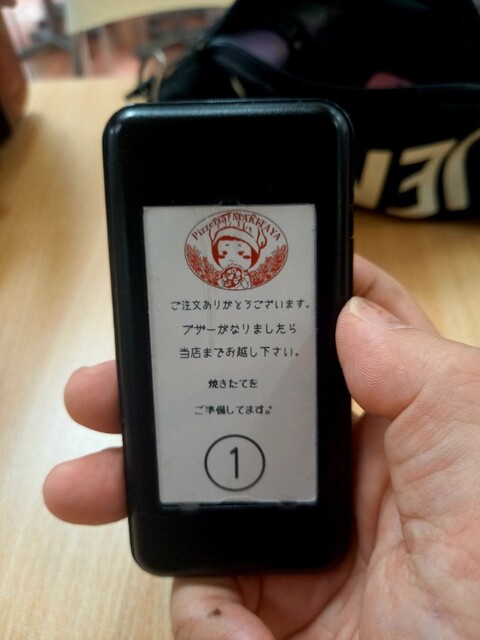 Pizzeria MARHAYA
ご注文ありがとうございます。
ブザーがなりましたら
当店までお越し下さい。
焼きたてを
ご準備してます。
1